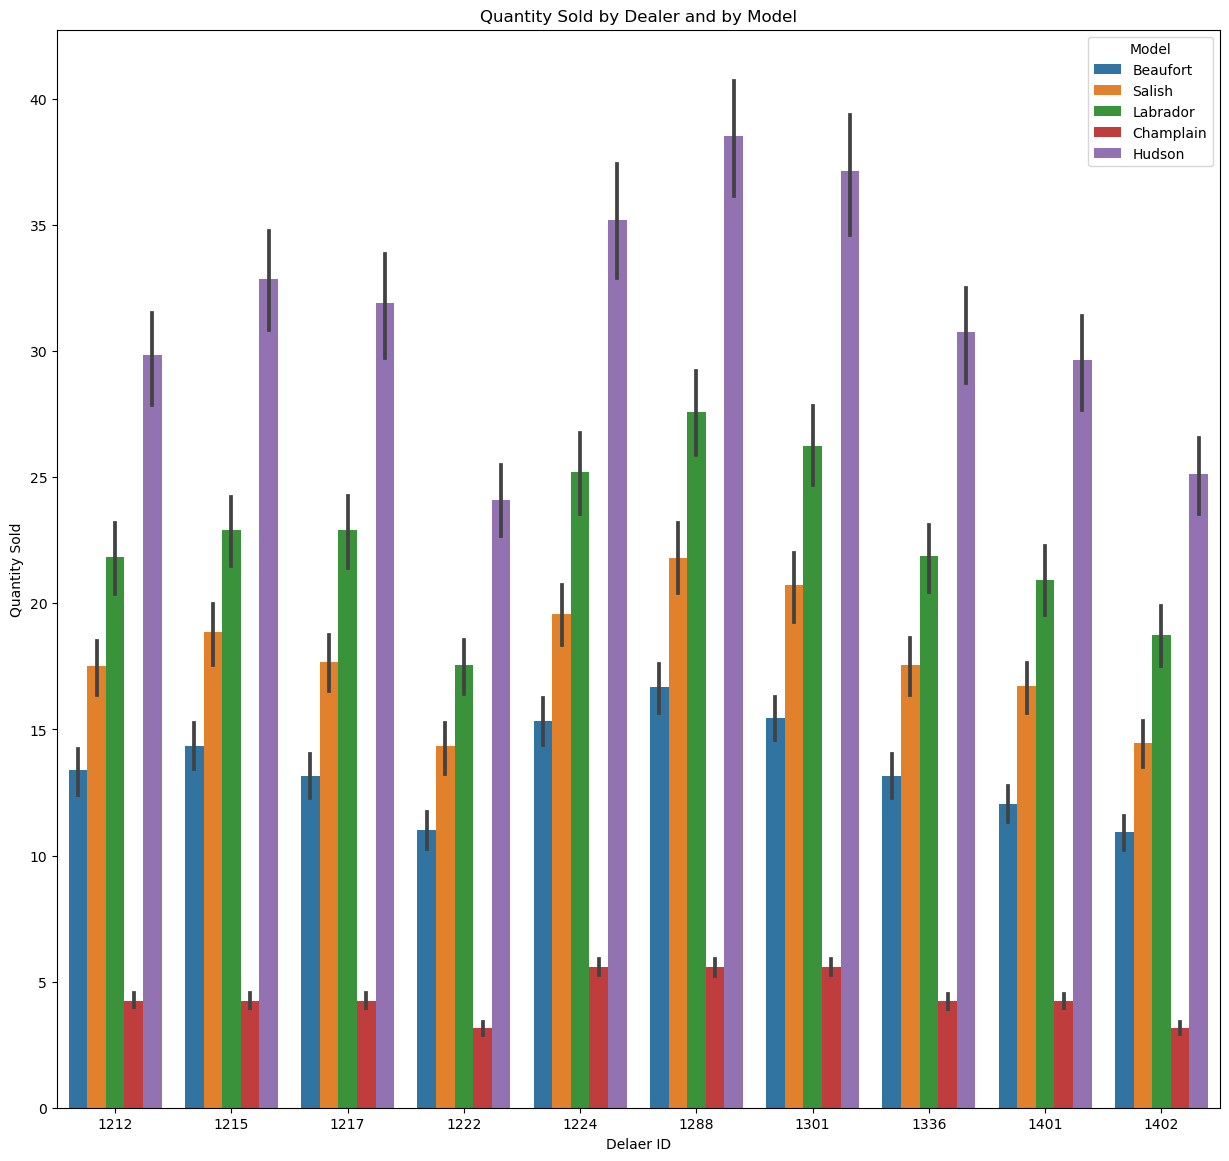 Quantity Sold by Dealer and by Model
Model
Beaufort
Salish
Labrador
Champlain
Hudson
Quantity Sold
40
35
30
25
20
15
10
5
0
1212 1215 1217 1222 1224 1288 1301 1336 1401 1402
Delaer ID